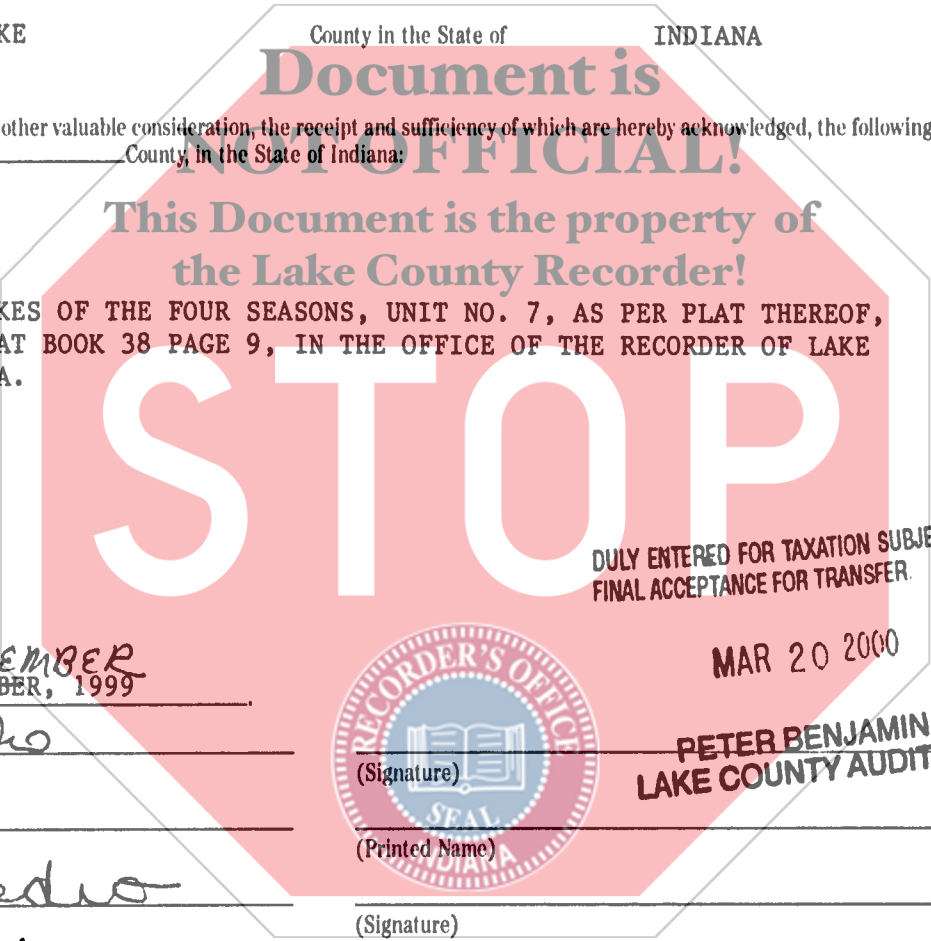 KE County in the State of INDIANA
Document is
other valuable consideration, the receipt and sufficiency of which are hereby acknowledged, the following
County, in the State of Indiana:
NOT OFFICIAL!
This Document is the property of
the Lake County Recorder!
KES OF THE FOUR SEASONS, UNIT NO. 7, AS PER PLAT THEREOF,
AT BOOK 38 PAGE 9, IN THE OFFICE OF THE RECORDER OF LAKE
A.
STOP
DULY ENTERED FOR TAXATION SUBJE
FINAL ACCEPTANCE FOR TRANSFER.
MAR 20 2000
EMBER
BER, 1999
RECORDER'S OFFICE
SEAL
INDIANA
PETER BENJAMIN
LAKE COUNTY AUDIT
(Signature)
(Printed Name)
(Signature)